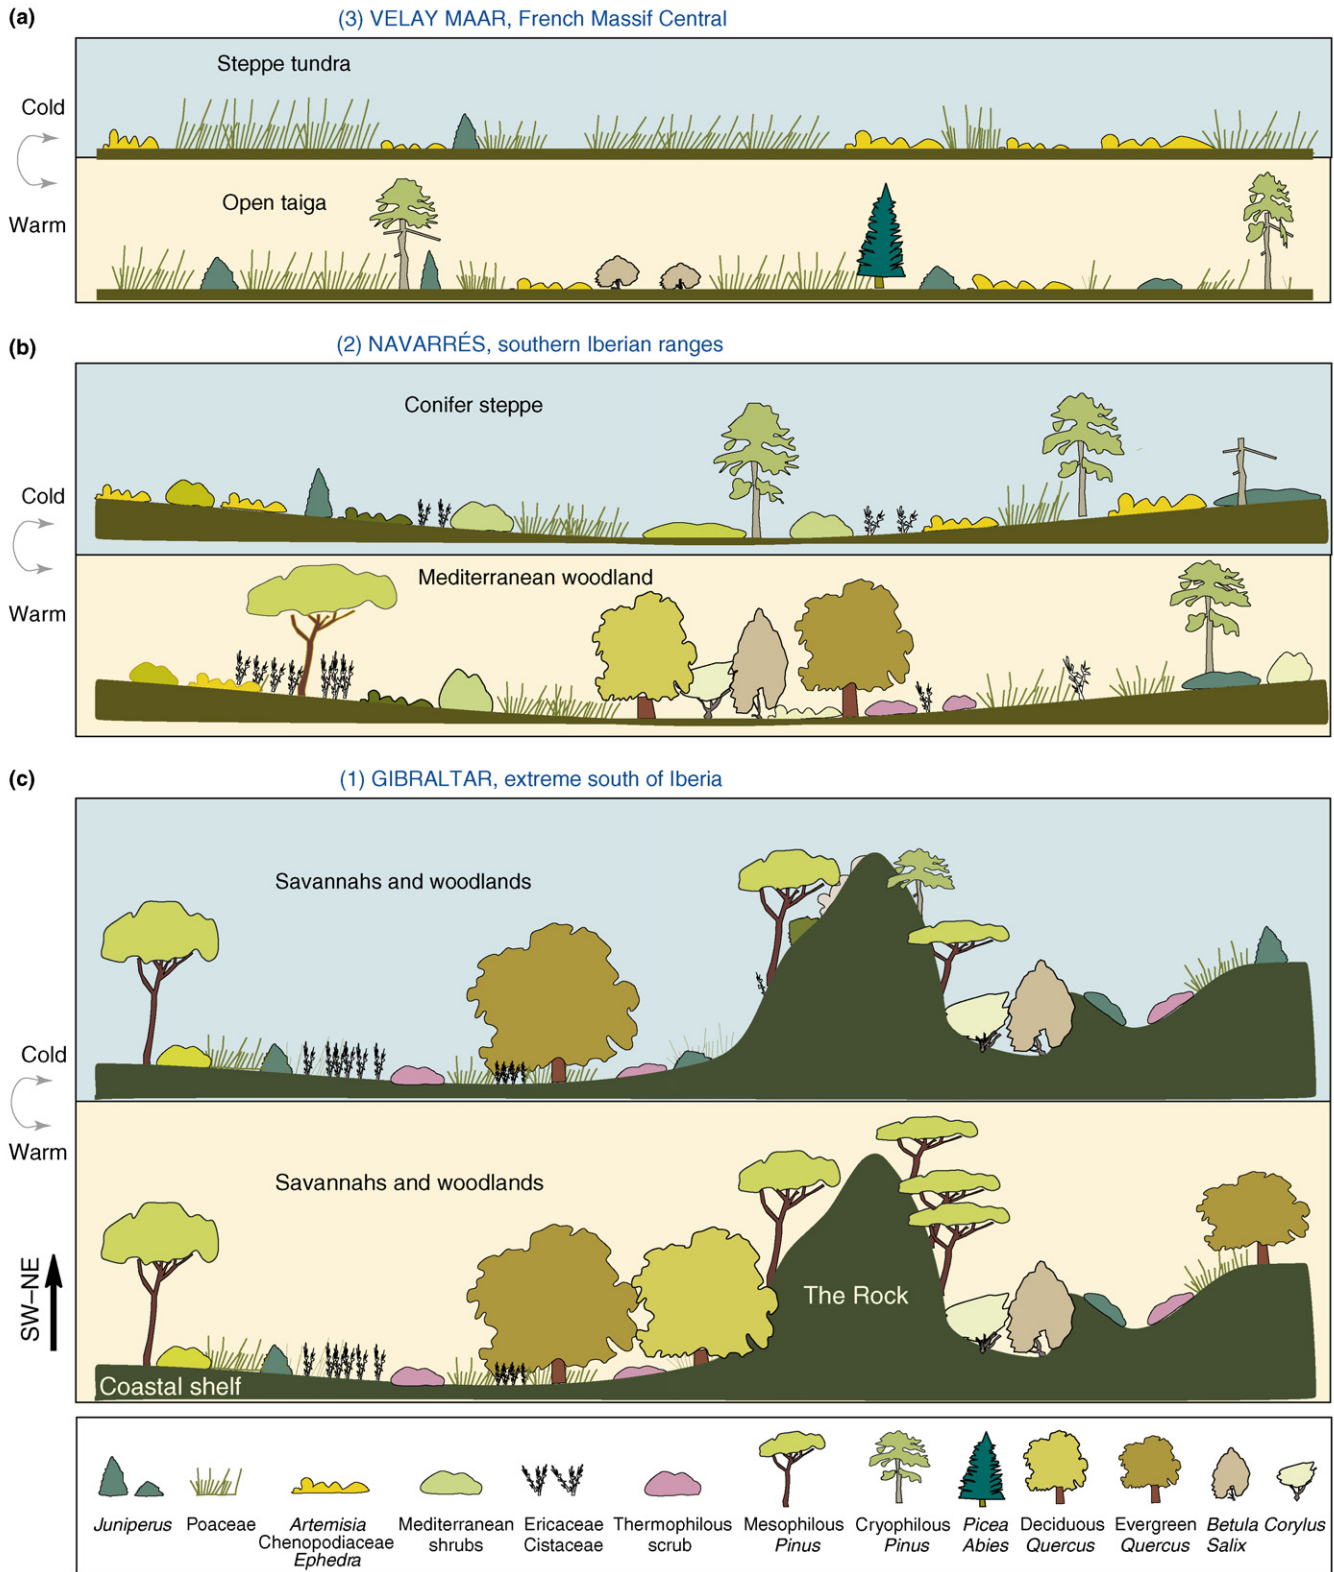 (a)
(3) VELAY MAAR, French Massif Central
Steppe tundra
Cold
Open taiga
Warm
(b)
(2) NAVARRÉS, southern Iberian ranges
Conifer steppe
Cold
Mediterranean woodland
Warm
(c)
(1) GIBRALTAR, extreme south of Iberia
Savannahs and woodlands
Cold
Warm
Savannahs and woodlands
SW–NE
The Rock
Coastal shelf
Juniperus
Poaceae
Artemisia
Chenopodiaceae
Ephedra
Mediterranean
shrubs
Ericaceae
Cistaceae
Thermophilous
scrub
Mesophilous
Pinus
Cryophilous
Pinus
Picea
Abies
Deciduous
Quercus
Evergreen
Quercus
Betula
Salix
Corylus